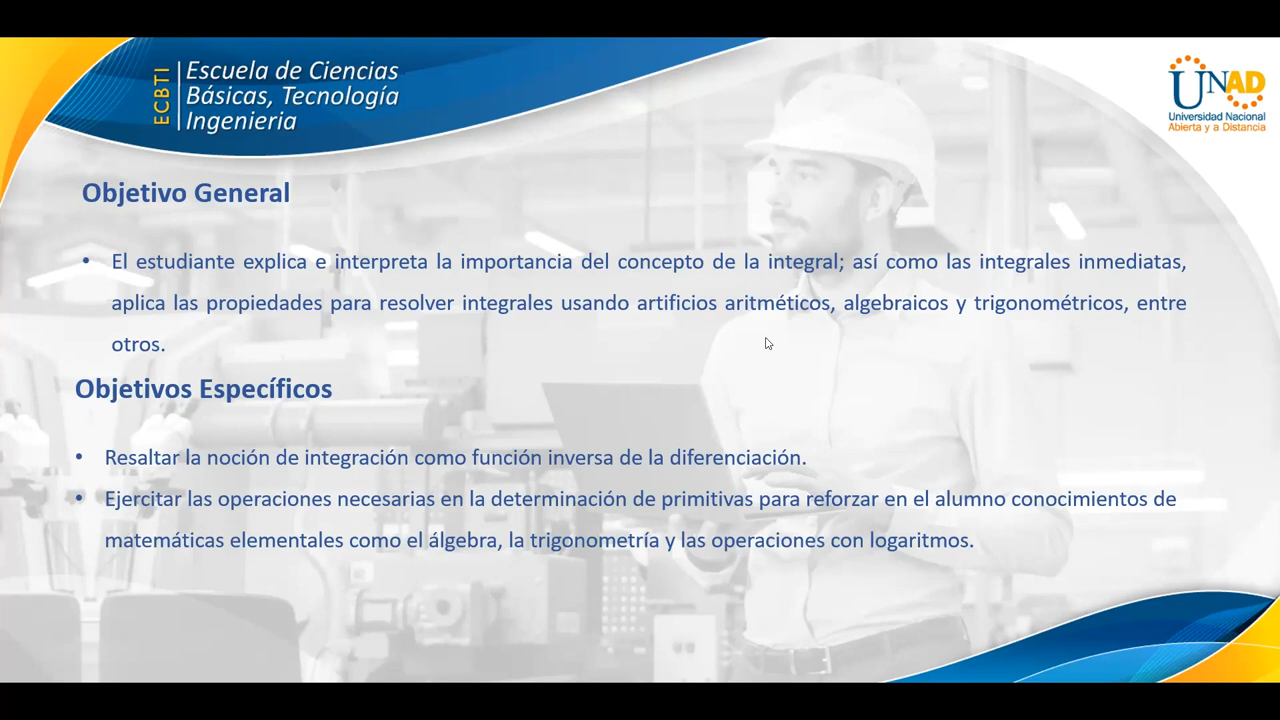 ECBTI
Escuela de Ciencias
Básicas, Tecnología
Ingenieria
UNAD
Universidad Nacional
Abierta y a Distancia
Objetivo General
• El estudiante explica e interpreta la importancia del concepto de la integral; así como las integrales inmediatas,
aplica las propiedades para resolver integrales usando artificios aritméticos, algebraicos y trigonométricos, entre
otros.
Objetivos Específicos
• Resaltar la noción de integración como función inversa de la diferenciación.
• Ejercitar las operaciones necesarias en la determinación de primitivas para reforzar en el alumno conocimientos de
matemáticas elementales como el álgebra, la trigonometría y las operaciones con logaritmos.